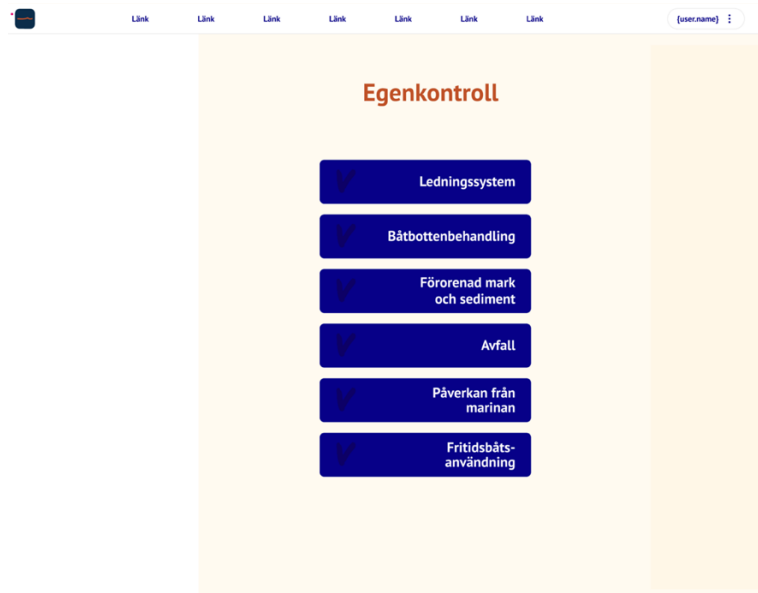 Länk Länk Länk Länk Länk Länk Länk {user.name}
Egenkontroll
Ledningssystem
Båtbottenbehandling
Förorenad mark
och sediment
Avfall
Påverkan från
marinan
Fritidsbåts-
användning